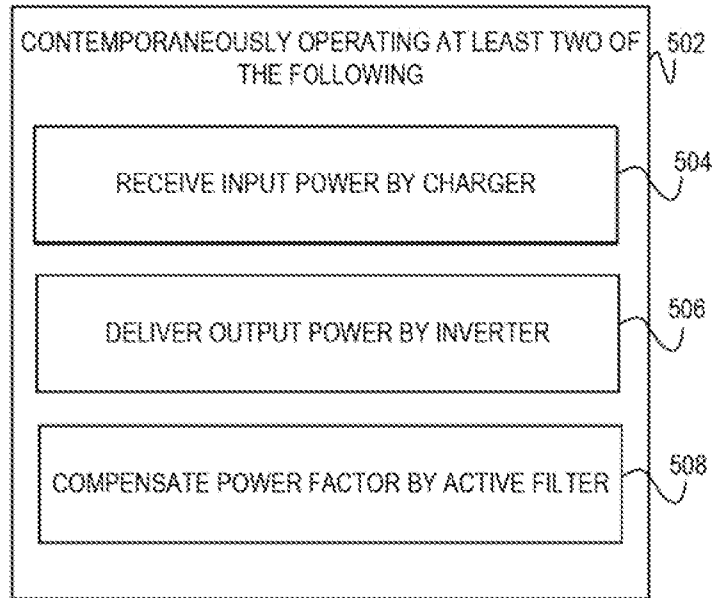 CONTEMPORANEOUSLY OPERATING AT LEAST TWO OF
THE FOLLOWING
502
RECEIVE INPUT POWER BY CHARGER
504
DELIVER OUTPUT POWER BY INVERTER
506
COMPENSATE POWER FACTOR BY ACTIVE FILTER
508